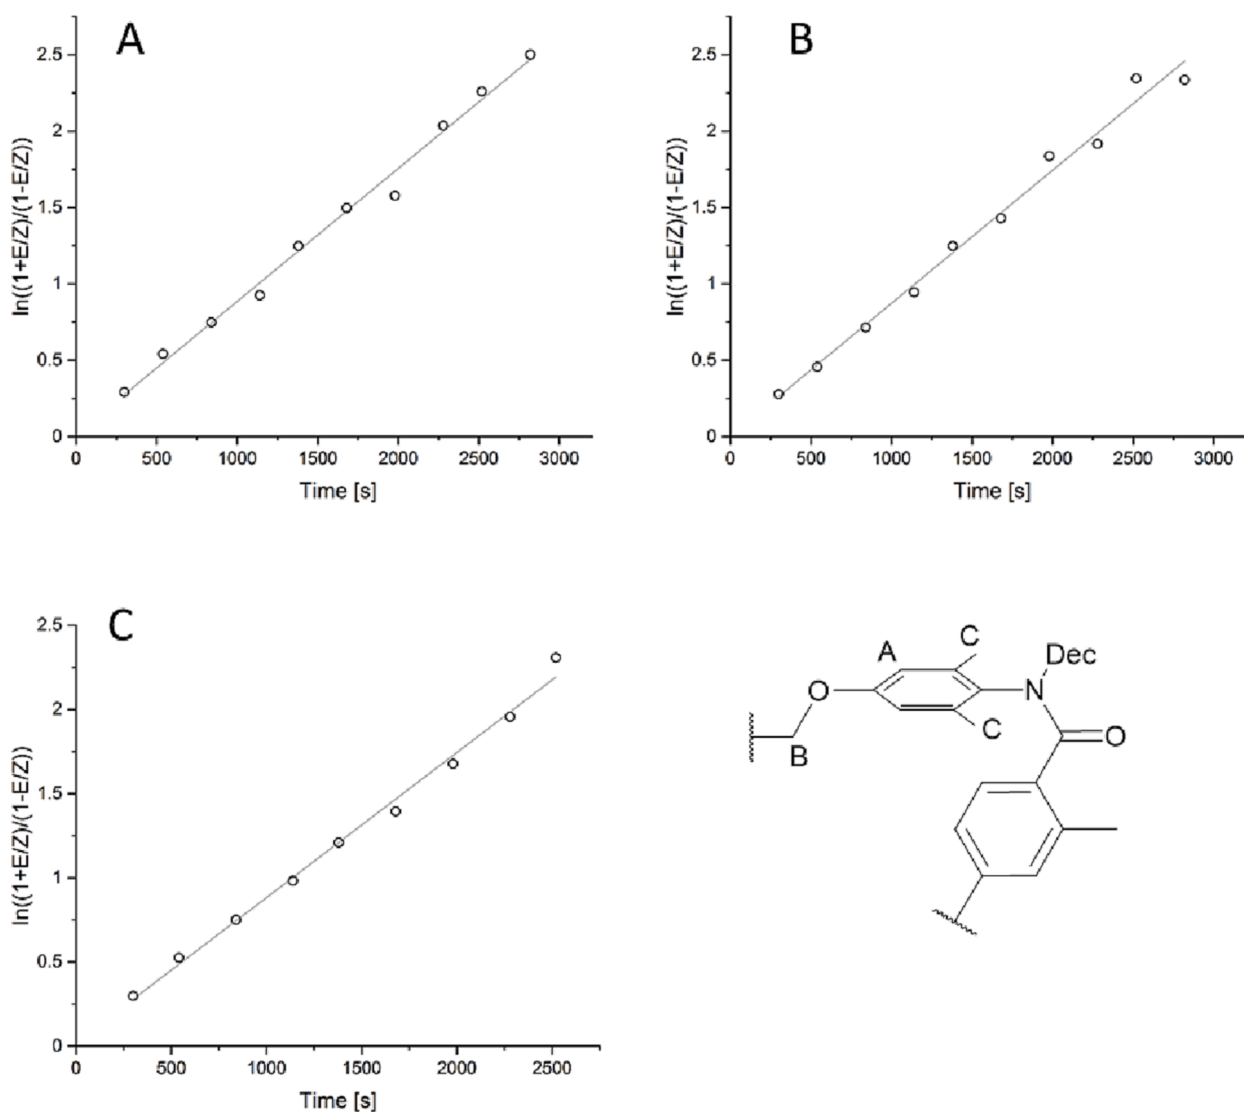 A
ln((1+E/Z)/(1-E/Z))
2.5
2
1.5
1
0.5
0
0 500 1000 1500 2000 2500 3000
Time [s]
B
ln((1+E/Z)/(1-E/Z))
2.5
2
1.5
1
0.5
0
0 500 1000 1500 2000 2500 3000
Time [s]
C
ln((1+E/Z)/(1-E/Z))
2.5
2
1.5
1
0.5
0
0 500 1000 1500 2000 2500
Time [s]
A C Dec
O N
C O
B